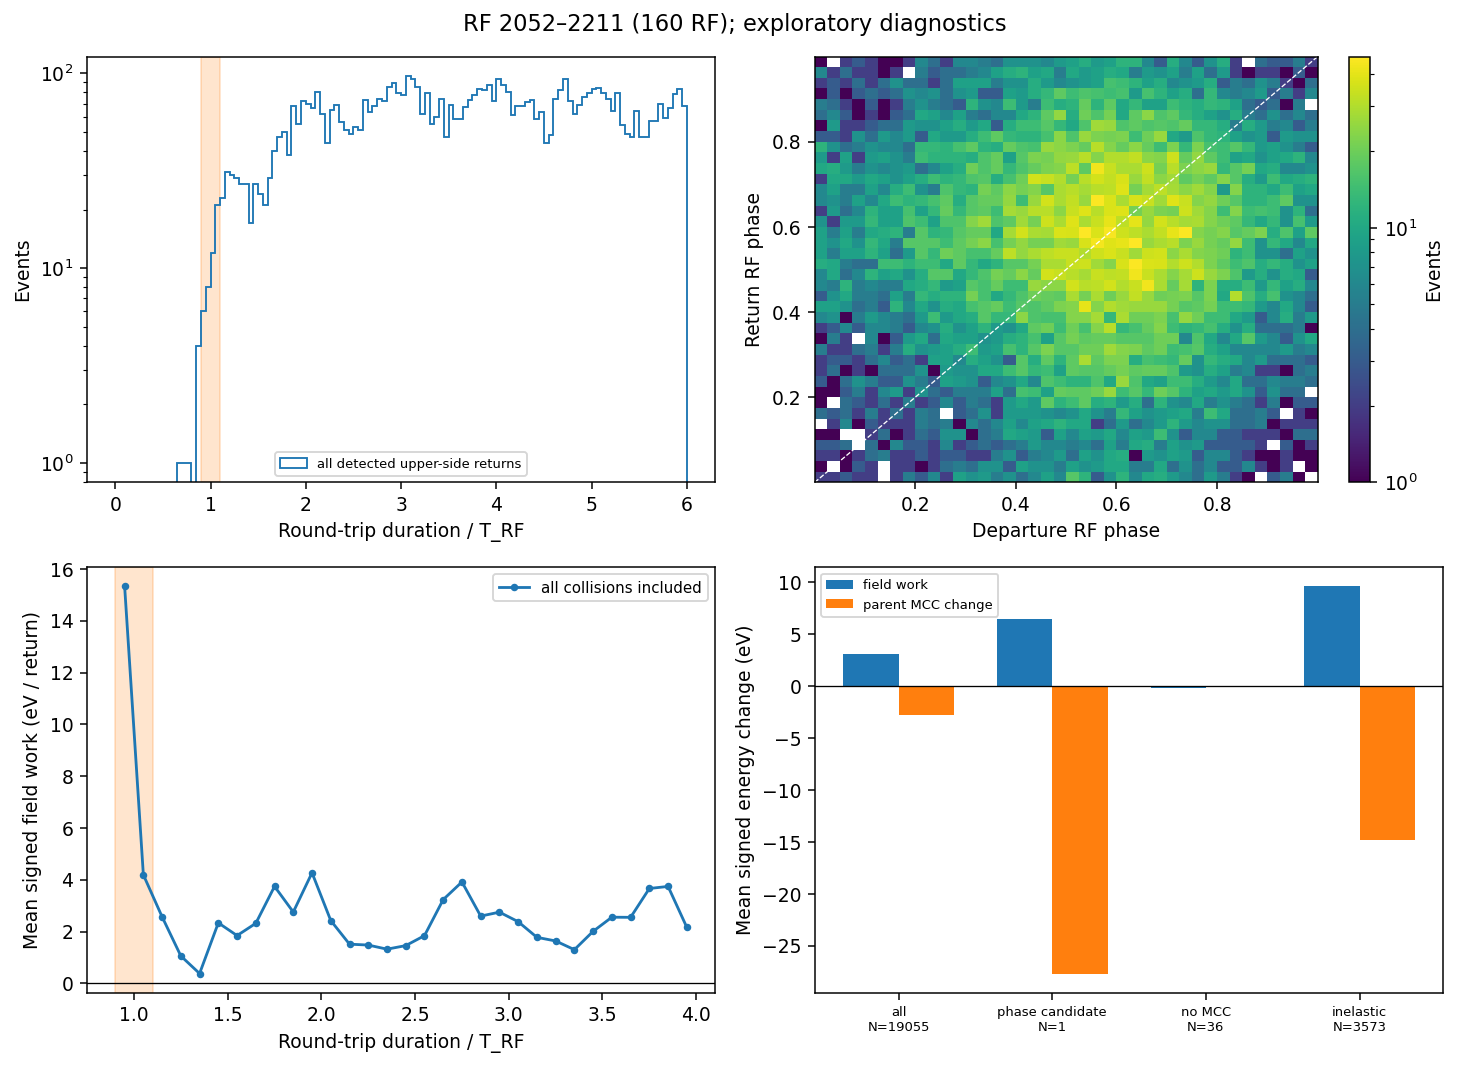 RF 2052–2211 (160 RF); exploratory diagnostics
10²
10¹
10⁰
Events
all detected upper-side returns
0 1 2 3 4 5 6
Round-trip duration / T_RF
0.8
0.6
0.4
0.2
Return RF phase
0.2 0.4 0.6 0.8
Departure RF phase
10¹
10⁰
Events
16
14
12
10
8
6
4
2
0
Mean signed field work (eV / return)
all collisions included
1.0 1.5 2.0 2.5 3.0 3.5 4.0
Round-trip duration / T_RF
10
5
0
−5
−10
−15
−20
−25
Mean signed energy change (eV)
field work
parent MCC change
all
N=19055
phase candidate
N=1
no MCC
N=36
inelastic
N=3573